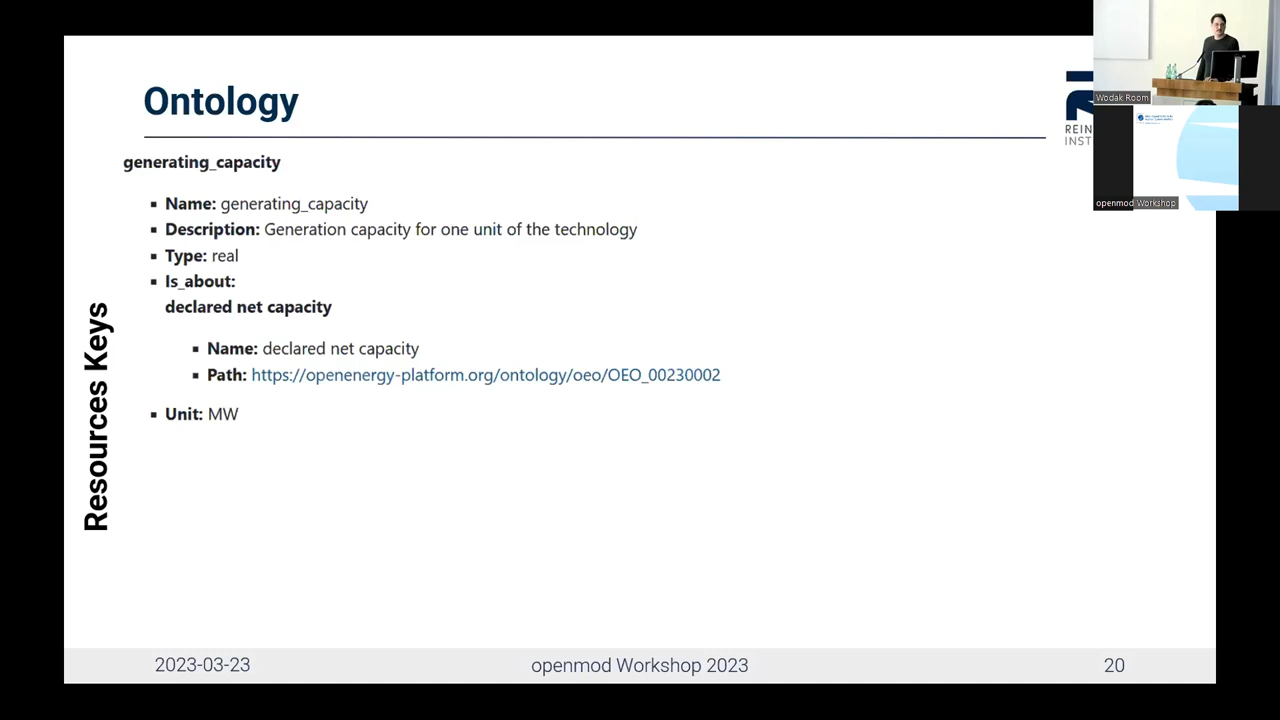 Ontology
generating_capacity
▪ Name: generating_capacity
▪ Description: Generation capacity for one unit of the technology
▪ Type: real
▪ Is_about:
declared net capacity
▪ Name: declared net capacity
▪ Path: https://openenergy-platform.org/ontology/oeo/OEO_00230002
▪ Unit: MW
Resources Keys
REIN
INST
Wodak Room
openmod Workshop
2023-03-23
openmod Workshop 2023
20